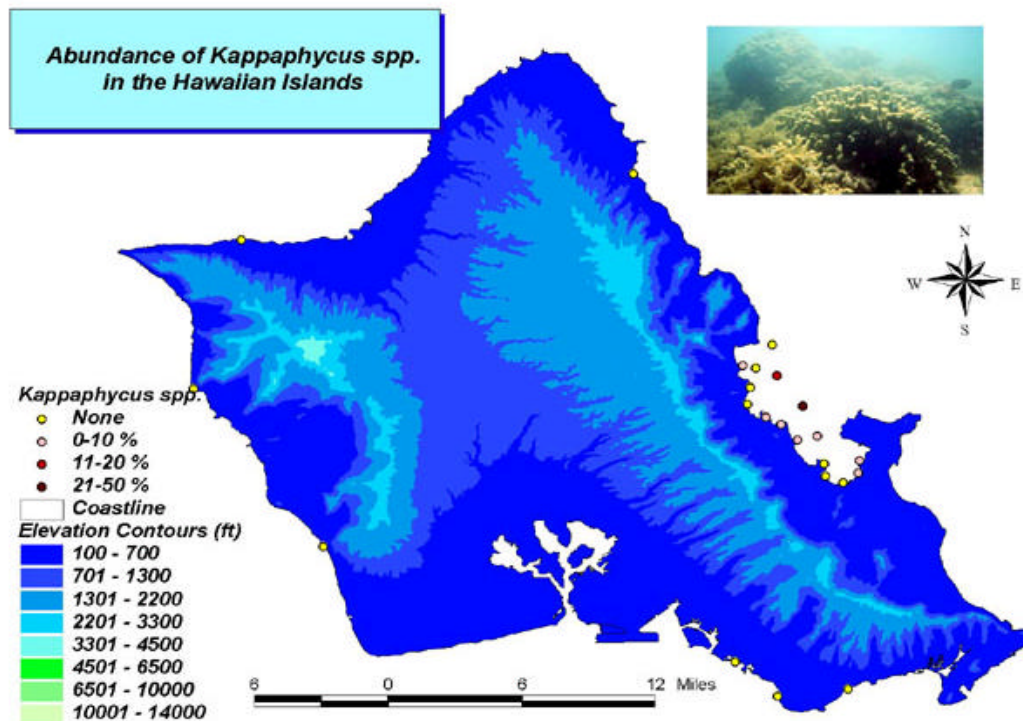 Abundance of Kappaphycus spp.
in the Hawaiian Islands
N
W E
S
Kappaphycus spp.
None
0-10 %
11-20 %
21-50 %
Coastline
Elevation Contours (ft)
100 - 700
701 - 1300
1301 - 2200
2201 - 3300
3301 - 4500
4501 - 6500
6501 - 10000
10001 - 14000
6 0 6 12 Miles